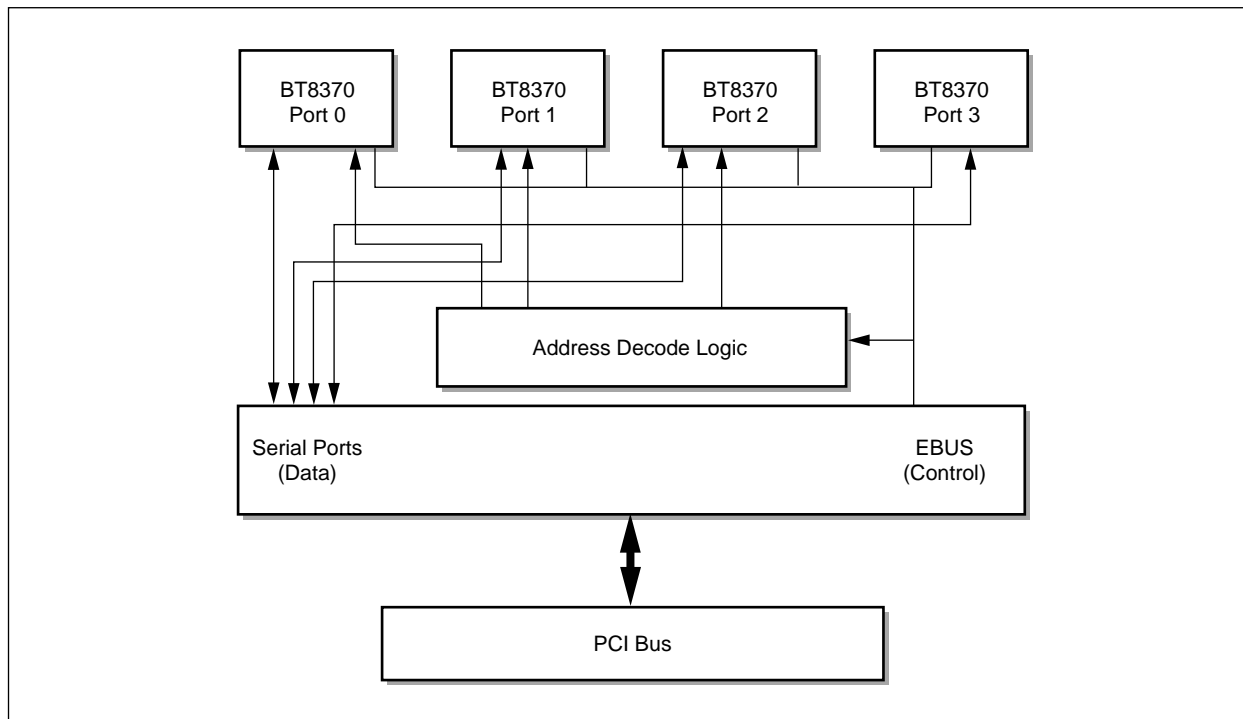 BT8370
Port 0
BT8370
Port 1
BT8370
Port 2
BT8370
Port 3
Address Decode Logic
Serial Ports
(Data)
EBUS
(Control)
PCI Bus